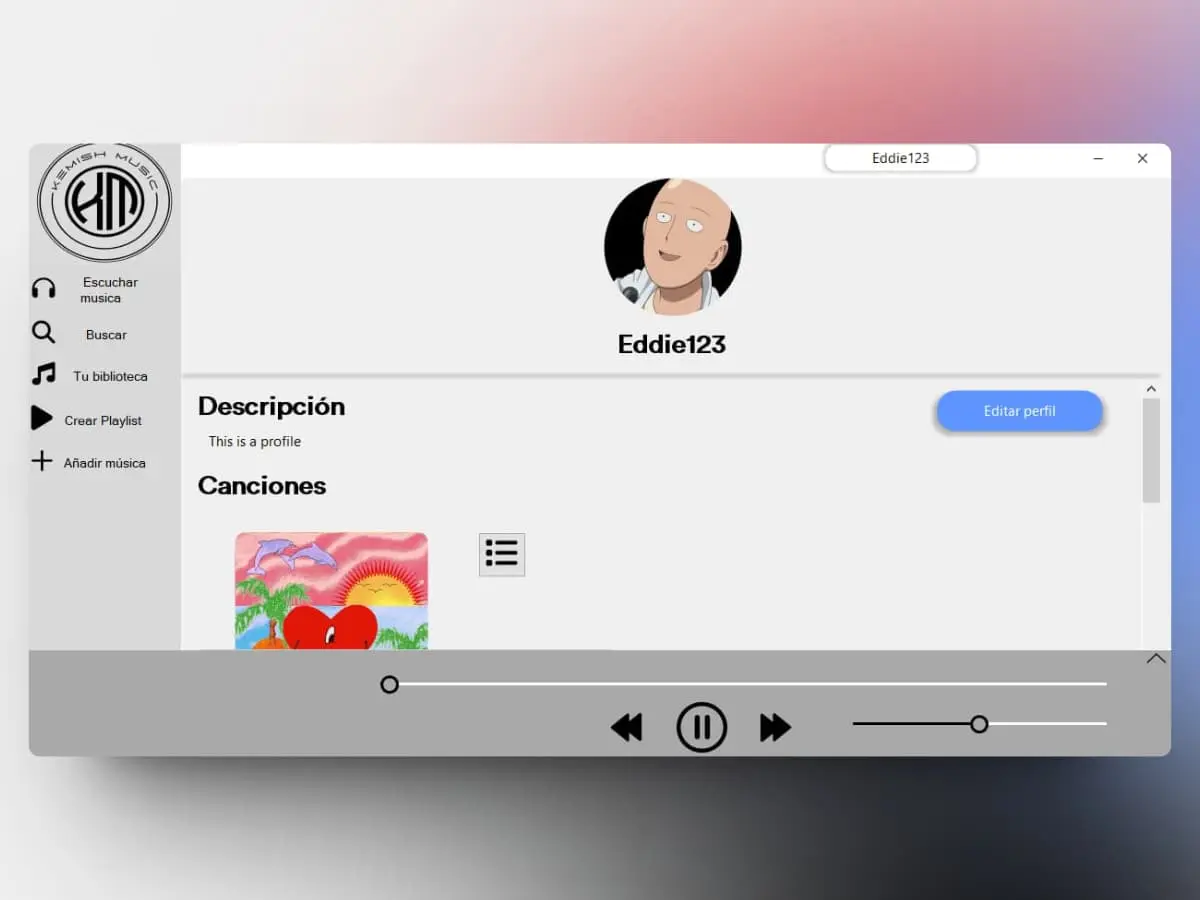 KEMISH MUSIC
KM
Eddie123
Escuchar
musica
Buscar
Tu biblioteca
Crear Playlist
Añadir música
Eddie123
Descripción
Editar perfil
This is a profile
Canciones